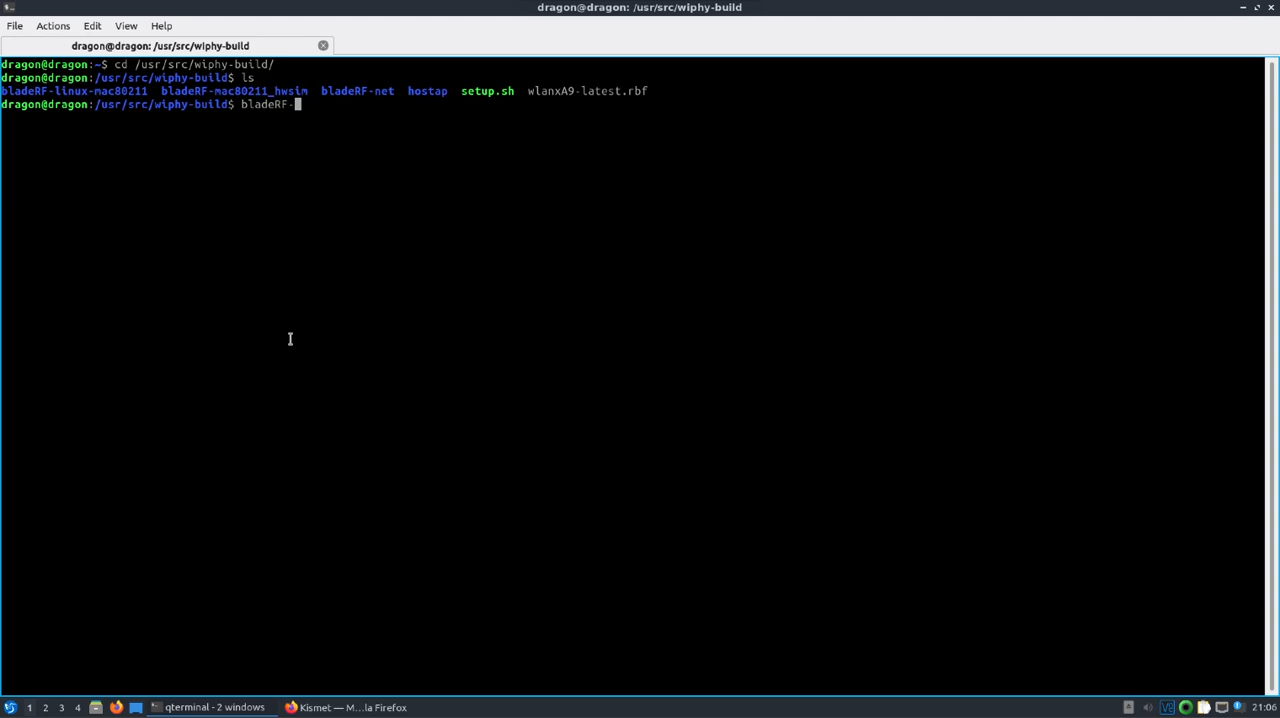 dragon@dragon: /usr/src/wiphy-build
File Actions Edit View Help
dragon@dragon: /usr/src/wiphy-build
dragon@dragon:~$ cd /usr/src/wiphy-build/
dragon@dragon:/usr/src/wiphy-build$ ls
bladeRF-linux-mac80211 bladeRF-mac80211_hwsim bladeRF-net hostap setup.sh wlanxA9-latest.rbf
dragon@dragon:/usr/src/wiphy-build$ bladeRF-
1 2 3 4 qterminal - 2 windows Kismet — M...la Firefox 21:06